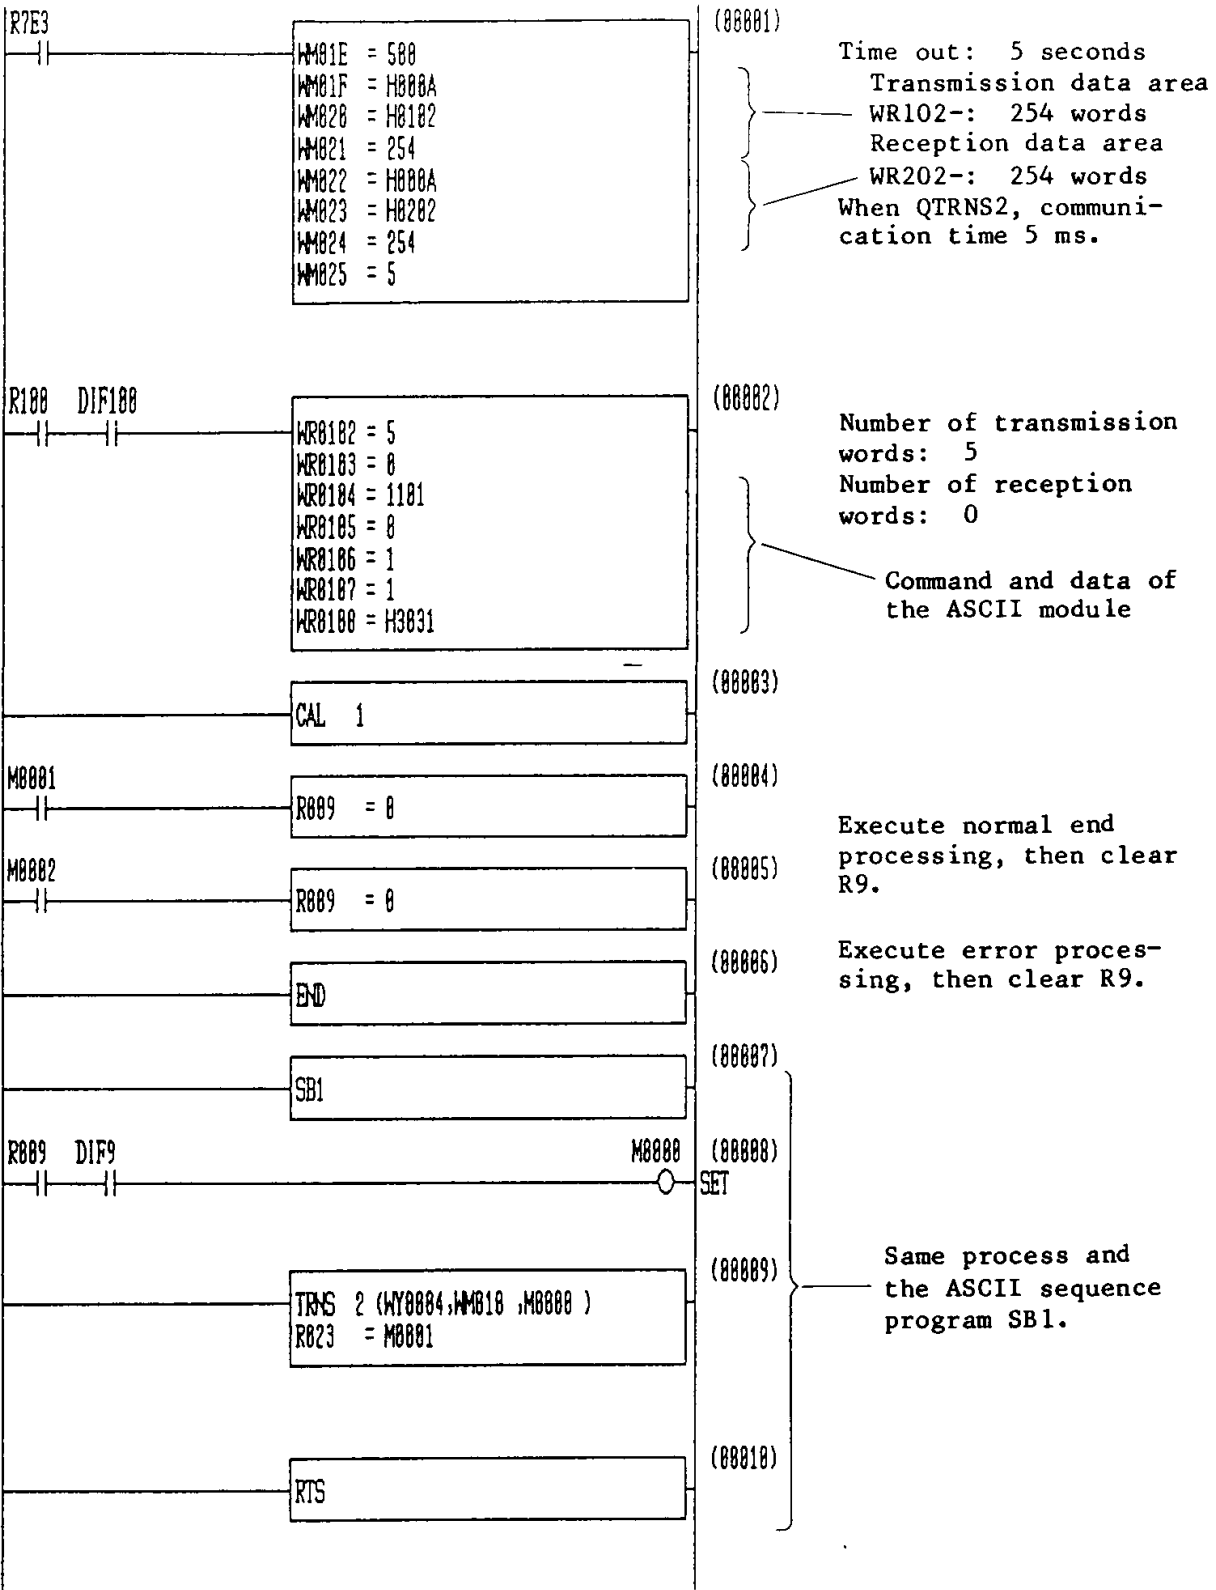 R7E3
(00001)
WM01E = 500
WM01F = H000A
WM020 = H0102
WM021 = 254
WM022 = H000A
WM023 = H0202
WM024 = 254
WM025 = 5
Time out: 5 seconds
Transmission data area
WR102-: 254 words
Reception data area
WR202-: 254 words
When QTRNS2, communi-
cation time 5 ms.
R100 DIF100
(00002)
WR0102 = 5
WR0103 = 0
WR0104 = 1101
WR0105 = 0
WR0106 = 1
WR0107 = 1
WR0108 = H3031
Number of transmission
words: 5
Number of reception
words: 0
Command and data of
the ASCII module
(00003)
CAL 1
M0001
(00004)
R009 = 0
Execute normal end
processing, then clear
R9.
M0002
(00005)
R009 = 0
Execute error proces-
sing, then clear R9.
(00006)
END
(00007)
SB1
R009 DIF9 M0000 (00008)
SET
(00009)
TRNS 2 (WY0004,WM018 ,M0000 )
R023 = M0001
Same process and
the ASCII sequence
program SB1.
(00010)
RTS